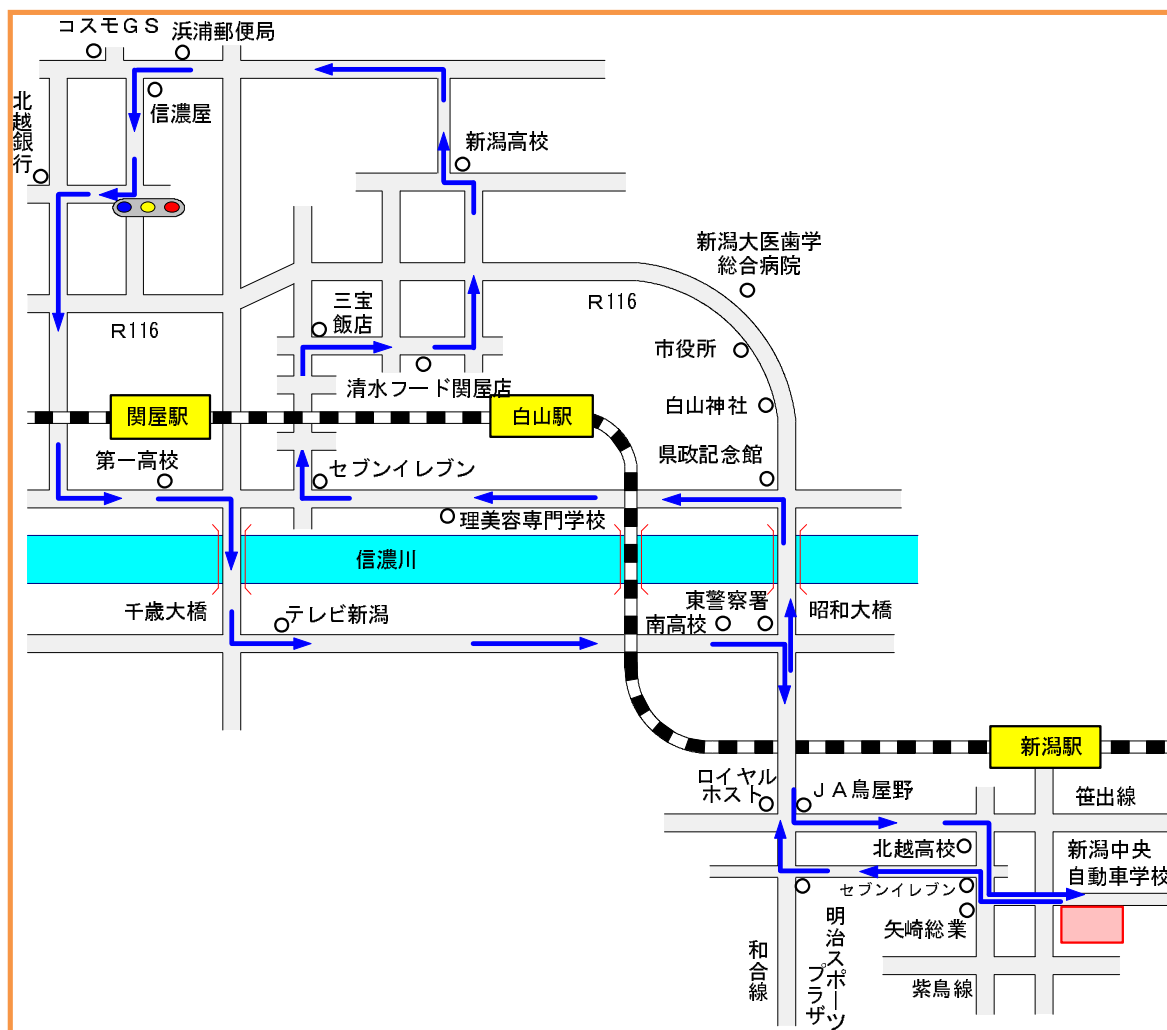 コスモGS
浜浦郵便局
北越銀行
信濃屋
新潟高校
新潟大医歯学
総合病院
三宝
飯店
R116
R116
市役所
清水フード関屋店
白山神社
関屋駅
白山駅
県政記念館
第一高校
セブンイレブン
理美容専門学校
信濃川
千歳大橋
テレビ新潟
東警察署
南高校
昭和大橋
新潟駅
ロイヤル
ホスト
JA鳥屋野
笹出線
北越高校
新潟中央
自動車学校
セブンイレブン
矢崎総業
明治スポーツ
プラザ
和合線
紫鳥線